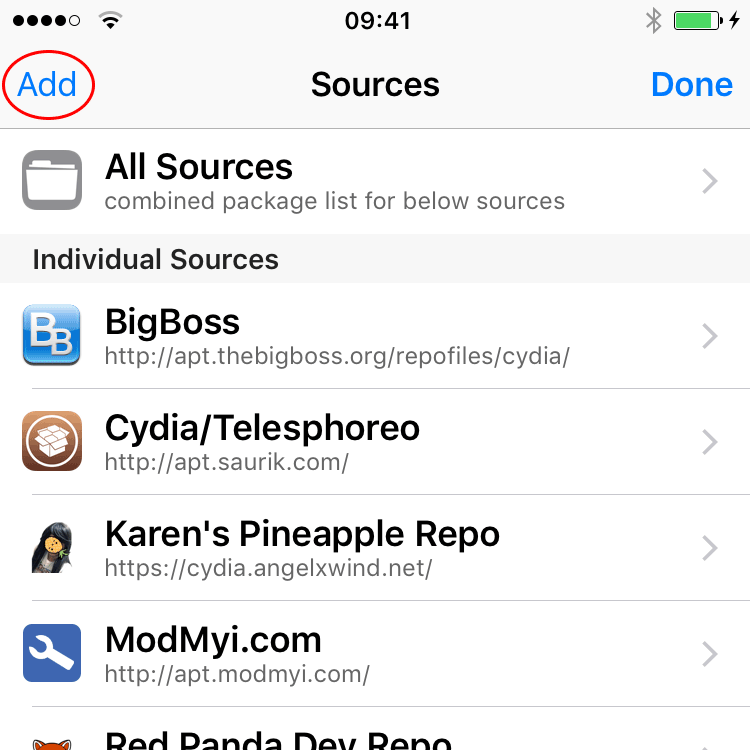 09:41
Add
Sources
Done
All Sources
combined package list for below sources
Individual Sources
BB
BigBoss
http://apt.thebigboss.org/repofiles/cydia/
Cydia/Telesphoreo
http://apt.saurik.com/
Karen's Pineapple Repo
https://cydia.angelxwind.net/
ModMyi.com
http://apt.modmyi.com/
Red Panda Dev Repo